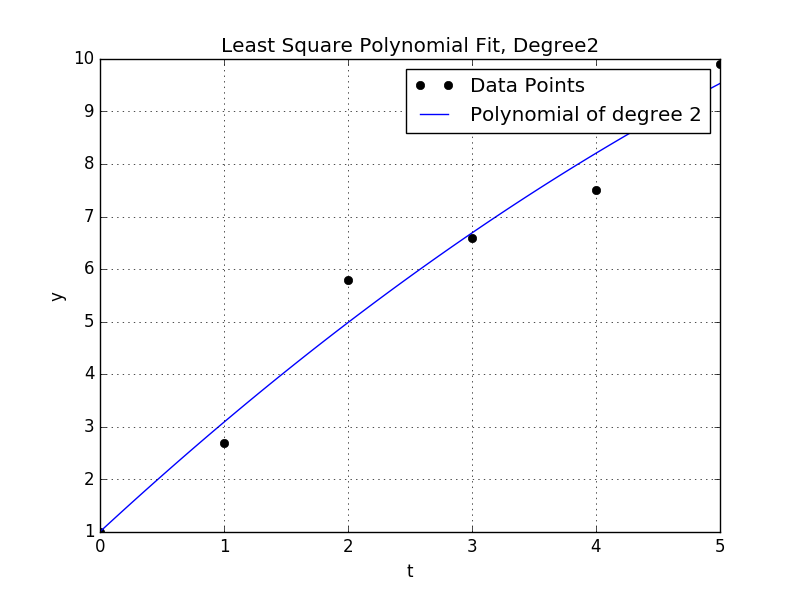 Least Square Polynomial Fit, Degree2
Data Points
Polynomial of degree 2
10
9
8
7
6
5
4
3
2
1
y
0 1 2 3 4 5
t